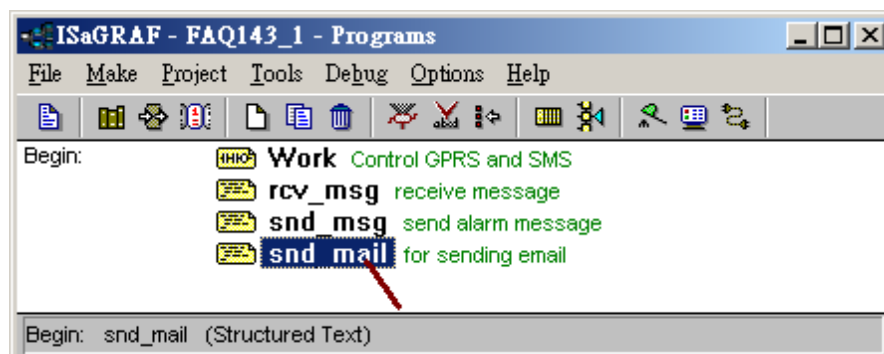 ISaGRAF - FAQ143_1 - Programs
File Make Project Tools Debug Options Help
Begin: Work Control GPRS and SMS
rcv_msg receive message
snd_msg send alarm message
snd_mail for sending email
Begin: snd_mail (Structured Text)